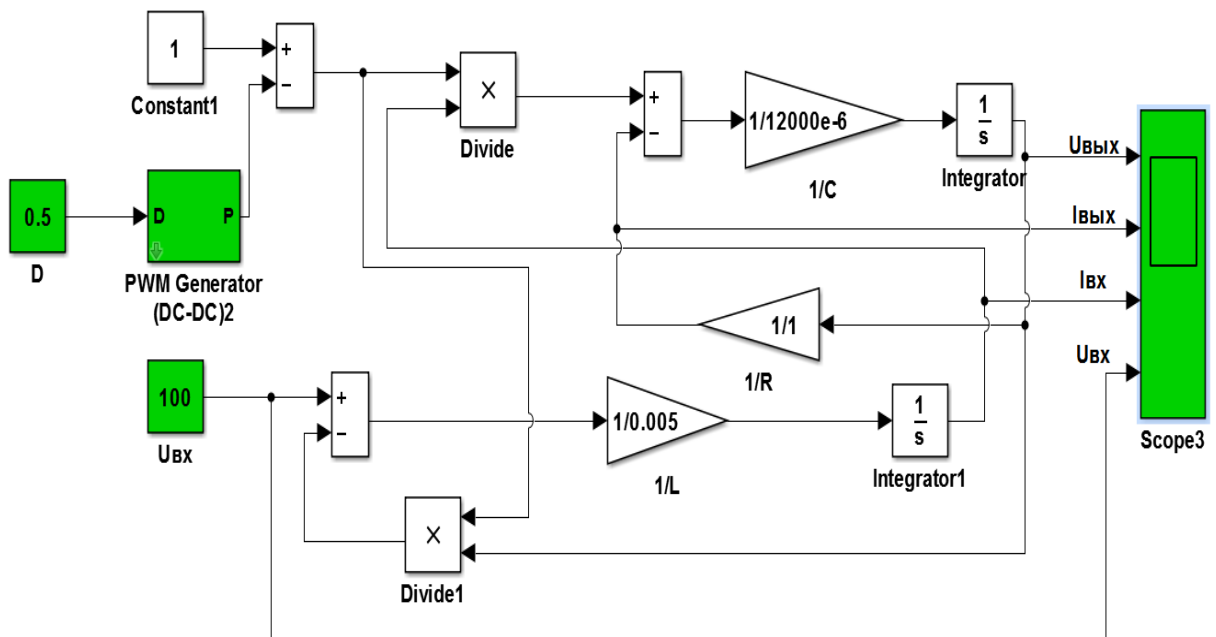 1
+
−
Constant1
×
Divide
+
−
1/12000e-6
1/C
1
s
Integrator
Uвых
Iвых
Iвх
Uвх
Scope3
0.5
D
D
P
PWM Generator
(DC-DC)2
1/1
1/R
100
Uвх
+
−
1/0.005
1/L
1
s
Integrator1
×
Divide1